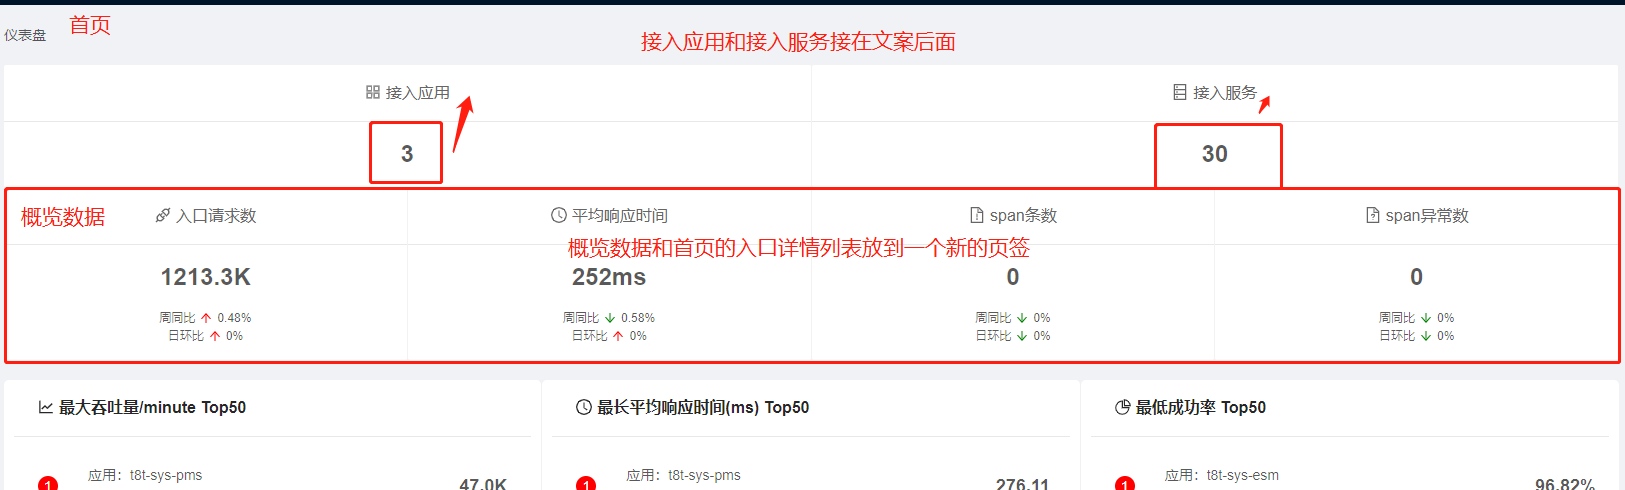 首页
仪表盘
接入应用和接入服务接在文案后面
接入应用
接入服务
3
30
概览数据
入口请求数
平均响应时间
span条数
span异常数
概览数据和首页的入口详情列表放到一个新的页签
1213.3K
252ms
0
0
周同比 0.48%
周同比 0.58%
周同比 0%
周同比 0%
日环比 0%
日环比 0%
日环比 0%
日环比 0%
最大吞吐量/minute Top50
最长平均响应时间(ms) Top50
最低成功率 Top50
1
应用：t8t-sys-pms
47.0K
1
应用：t8t-sys-pms
276.11
1
应用：t8t-sys-esm
96.82%